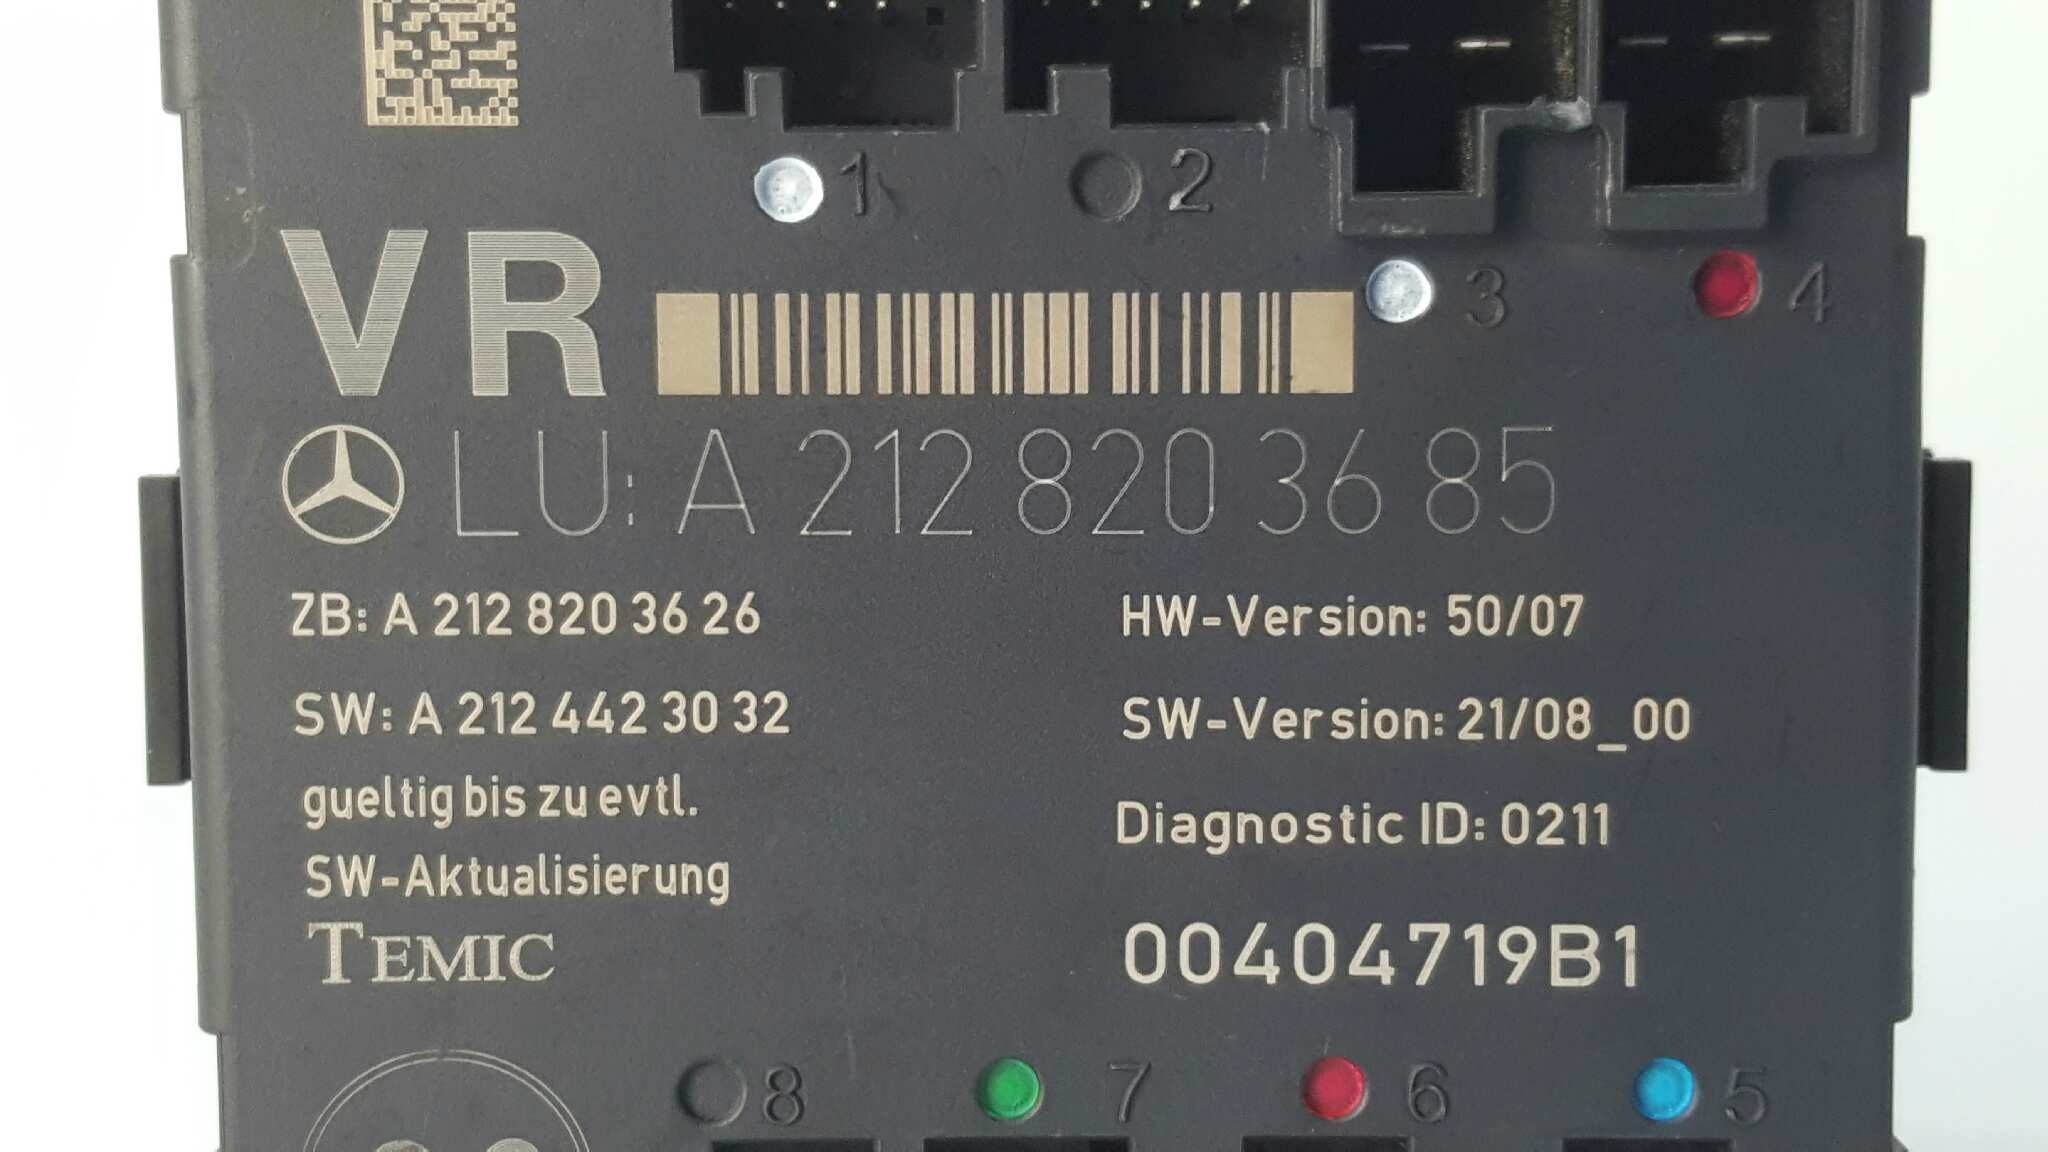 1 2
3 4
VR
LU: A 212 820 36 85
ZB: A 212 820 36 26
HW-Version: 50/07
SW: A 212 442 30 32
SW-Version: 21/08_00
gueltig bis zu evtl.
Diagnostic ID: 0211
SW-Aktualisierung
TEMIC
00404719B1
8 7 6 5